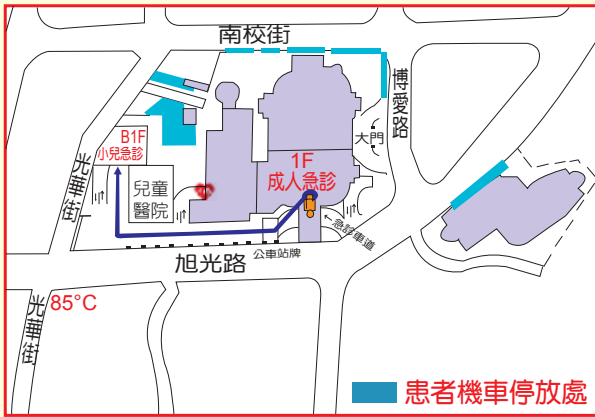 南校街
博愛路
大門
B1F
小兒急診
1F
成人急診
光華街
兒童
醫院
←急診車道
公車站牌
旭光路
光華街
85°C
患者機車停放處